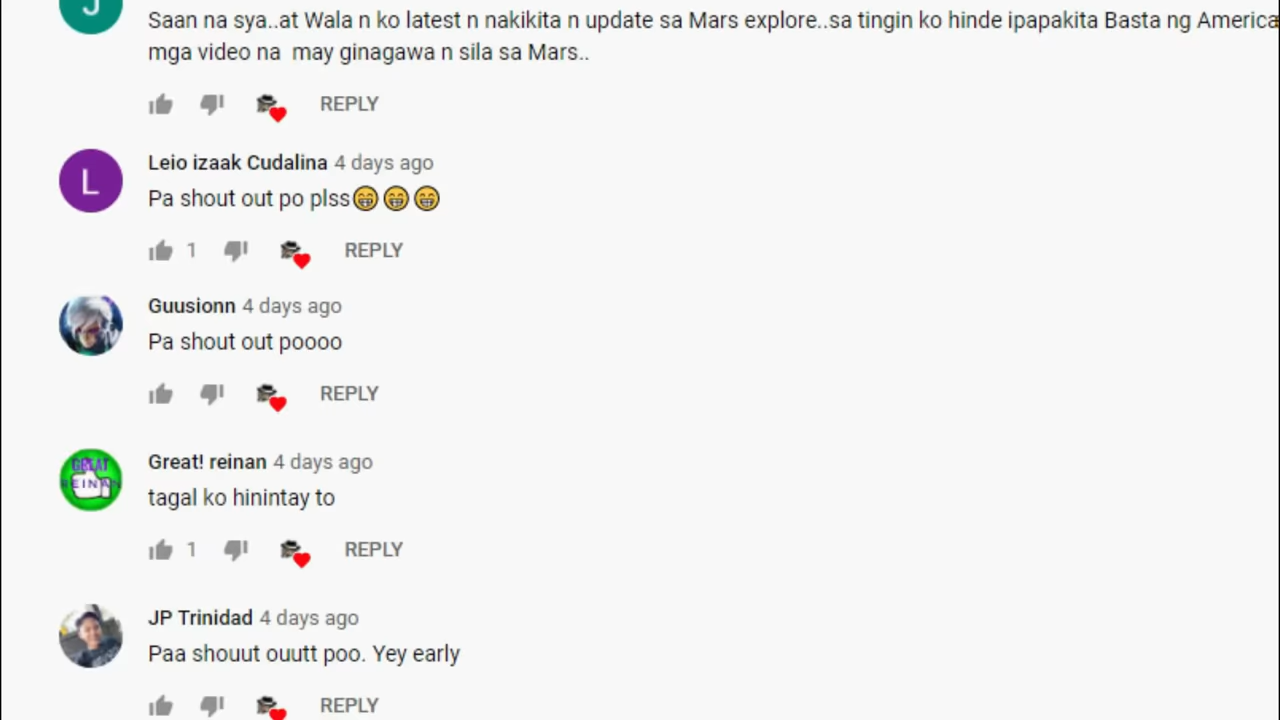 J
Saan na sya..at Wala n ko latest n nakikita n update sa Mars explore..sa tingin ko hinde ipapakita Basta ng America
mga video na  may ginagawa n sila sa Mars..
REPLY
L
Leio izaak Cudalina 4 days ago
Pa shout out po plss😁😁😁
1 REPLY
Guusionn 4 days ago
Pa shout out poooo
REPLY
GREAT
REINAN
Great! reinan 4 days ago
tagal ko hinintay to
1 REPLY
JP Trinidad 4 days ago
Paa shouut ouutt poo. Yey early
REPLY